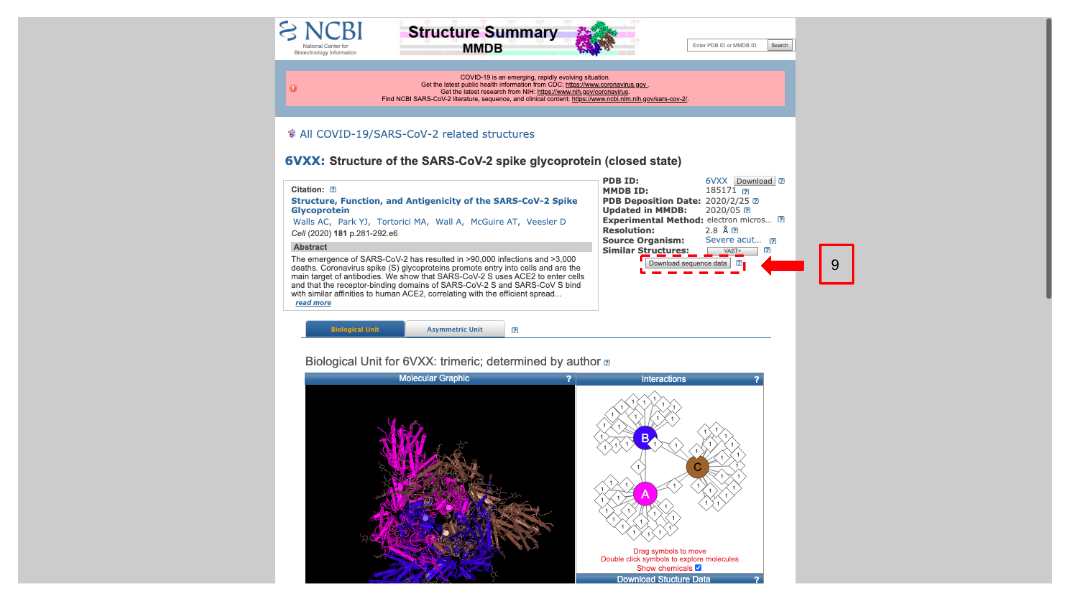 NCBI
National Center for
Biotechnology Information
Structure Summary
MMDB
Enter PDB ID or MMDB ID
Search
COVID-19 is an emerging, rapidly evolving situation.
Get the latest public health information from CDC: https://www.coronavirus.gov .
Get the latest research from NIH: https://www.nih.gov/coronavirus.
Find NCBI SARS-CoV-2 literature, sequence, and clinical content: https://www.ncbi.nlm.nih.gov/sars-cov-2/.
All COVID-19/SARS-CoV-2 related structures
6VXX: Structure of the SARS-CoV-2 spike glycoprotein (closed state)
Citation: ?
Structure, Function, and Antigenicity of the SARS-CoV-2 Spike
Glycoprotein
Walls AC, Park YJ, Tortorici MA, Wall A, McGuire AT, Veesler D
Cell (2020) 181 p.281-292.e6
Abstract
The emergence of SARS-CoV-2 has resulted in >90,000 infections and >3,000
deaths. Coronavirus spike (S) glycoproteins promote entry into cells and are the
main target of antibodies. We show that SARS-CoV-2 S uses ACE2 to enter cells
and that the receptor-binding domains of SARS-CoV-2 S and SARS-CoV S bind
with similar affinities to human ACE2, correlating with the efficient spread...
read more
PDB ID: 6VXX Download ?
MMDB ID: 185171 ?
PDB Deposition Date: 2020/2/25 ?
Updated in MMDB: 2020/05 ?
Experimental Method: electron micros... ?
Resolution: 2.8 Å ?
Source Organism: Severe acut... ?
Similar Structures: VAST+ ?
Download sequence data ?
9
Biological Unit
Asymmetric Unit
?
Biological Unit for 6VXX: trimeric; determined by author ?
Molecular Graphic ?
Interactions ?
B
C
A
Drag symbols to move
Double click symbols to explore molecules
Show chemicals
Download Stucture Data ?